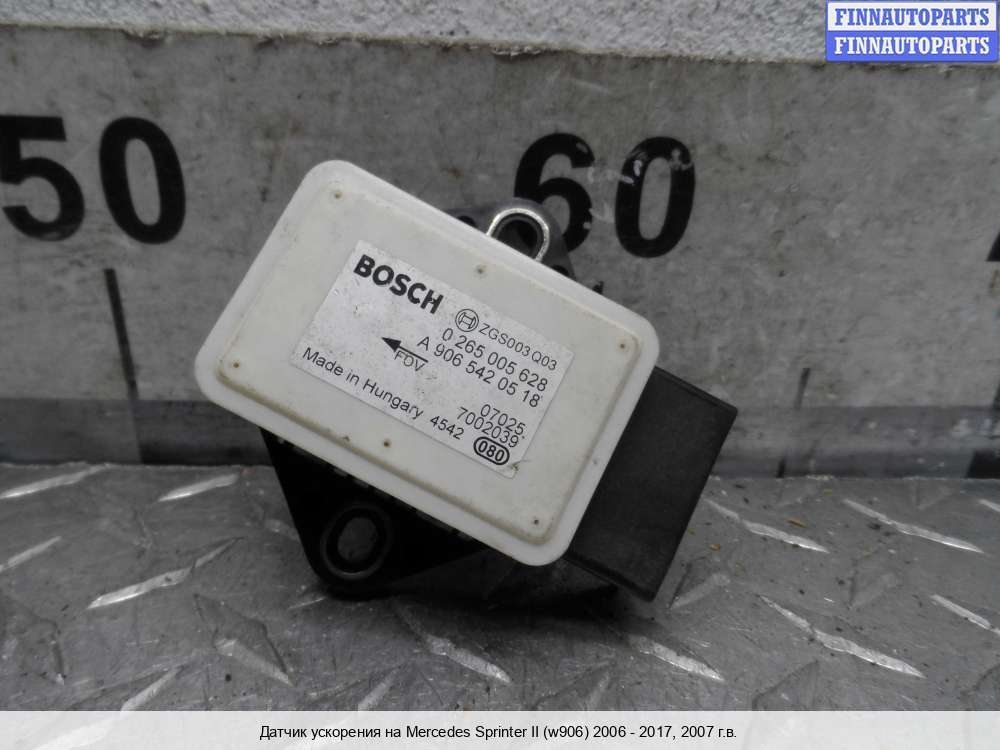 FINNAUTOPARTS
FINNAUTOPARTS
50
60
BOSCH
ZGS003 Q03
0 265 005 628
A 906 542 05 18
FDV
07025
7002039
Made in Hungary 4542
080
Датчик ускорения на Mercedes Sprinter II (w906) 2006 - 2017, 2007 г.в.